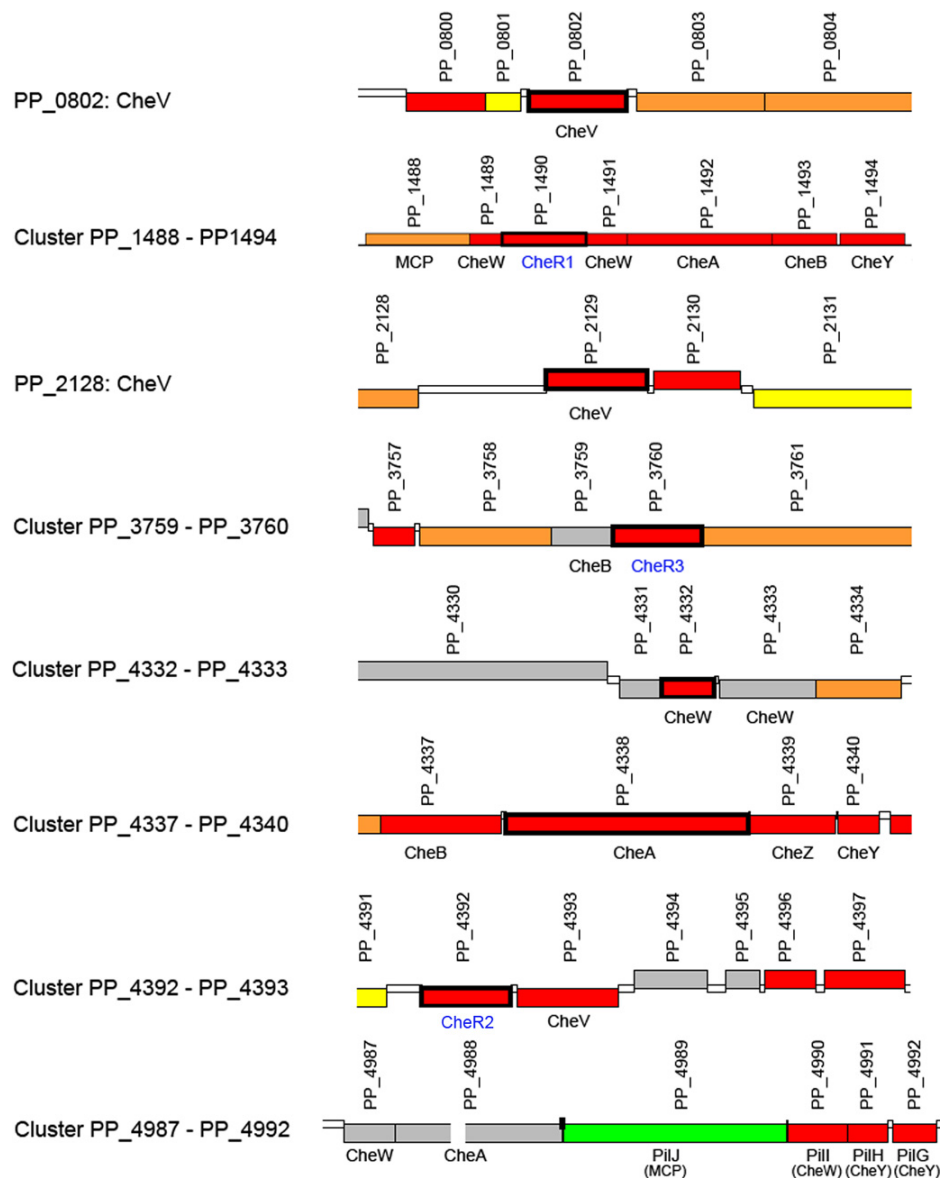 PP_0800 PP_0801 PP_0802 PP_0803 PP_0804
PP_0802: CheV
CheV
PP_1488 PP_1489 PP_1490 PP_1491 PP_1492 PP_1493 PP_1494
Cluster PP_1488 - PP1494
MCP CheW CheR1 CheW CheA CheB CheY
PP_2128 PP_2129 PP_2130 PP_2131
PP_2128: CheV
CheV
PP_3757 PP_3758 PP_3759 PP_3760 PP_3761
Cluster PP_3759 - PP_3760
CheB CheR3
PP_4330 PP_4331 PP_4332 PP_4333 PP_4334
Cluster PP_4332 - PP_4333
CheW CheW
PP_4337 PP_4338 PP_4339 PP_4340
Cluster PP_4337 - PP_4340
CheB CheA CheZ CheY
PP_4391 PP_4392 PP_4393 PP_4394 PP_4395 PP_4396 PP_4397
Cluster PP_4392 - PP_4393
CheR2 CheV
PP_4987 PP_4988 PP_4989 PP_4990 PP_4991 PP_4992
Cluster PP_4987 - PP_4992
CheW CheA PilJ PilI PilH PilG
(MCP) (CheW) (CheY) (CheY)